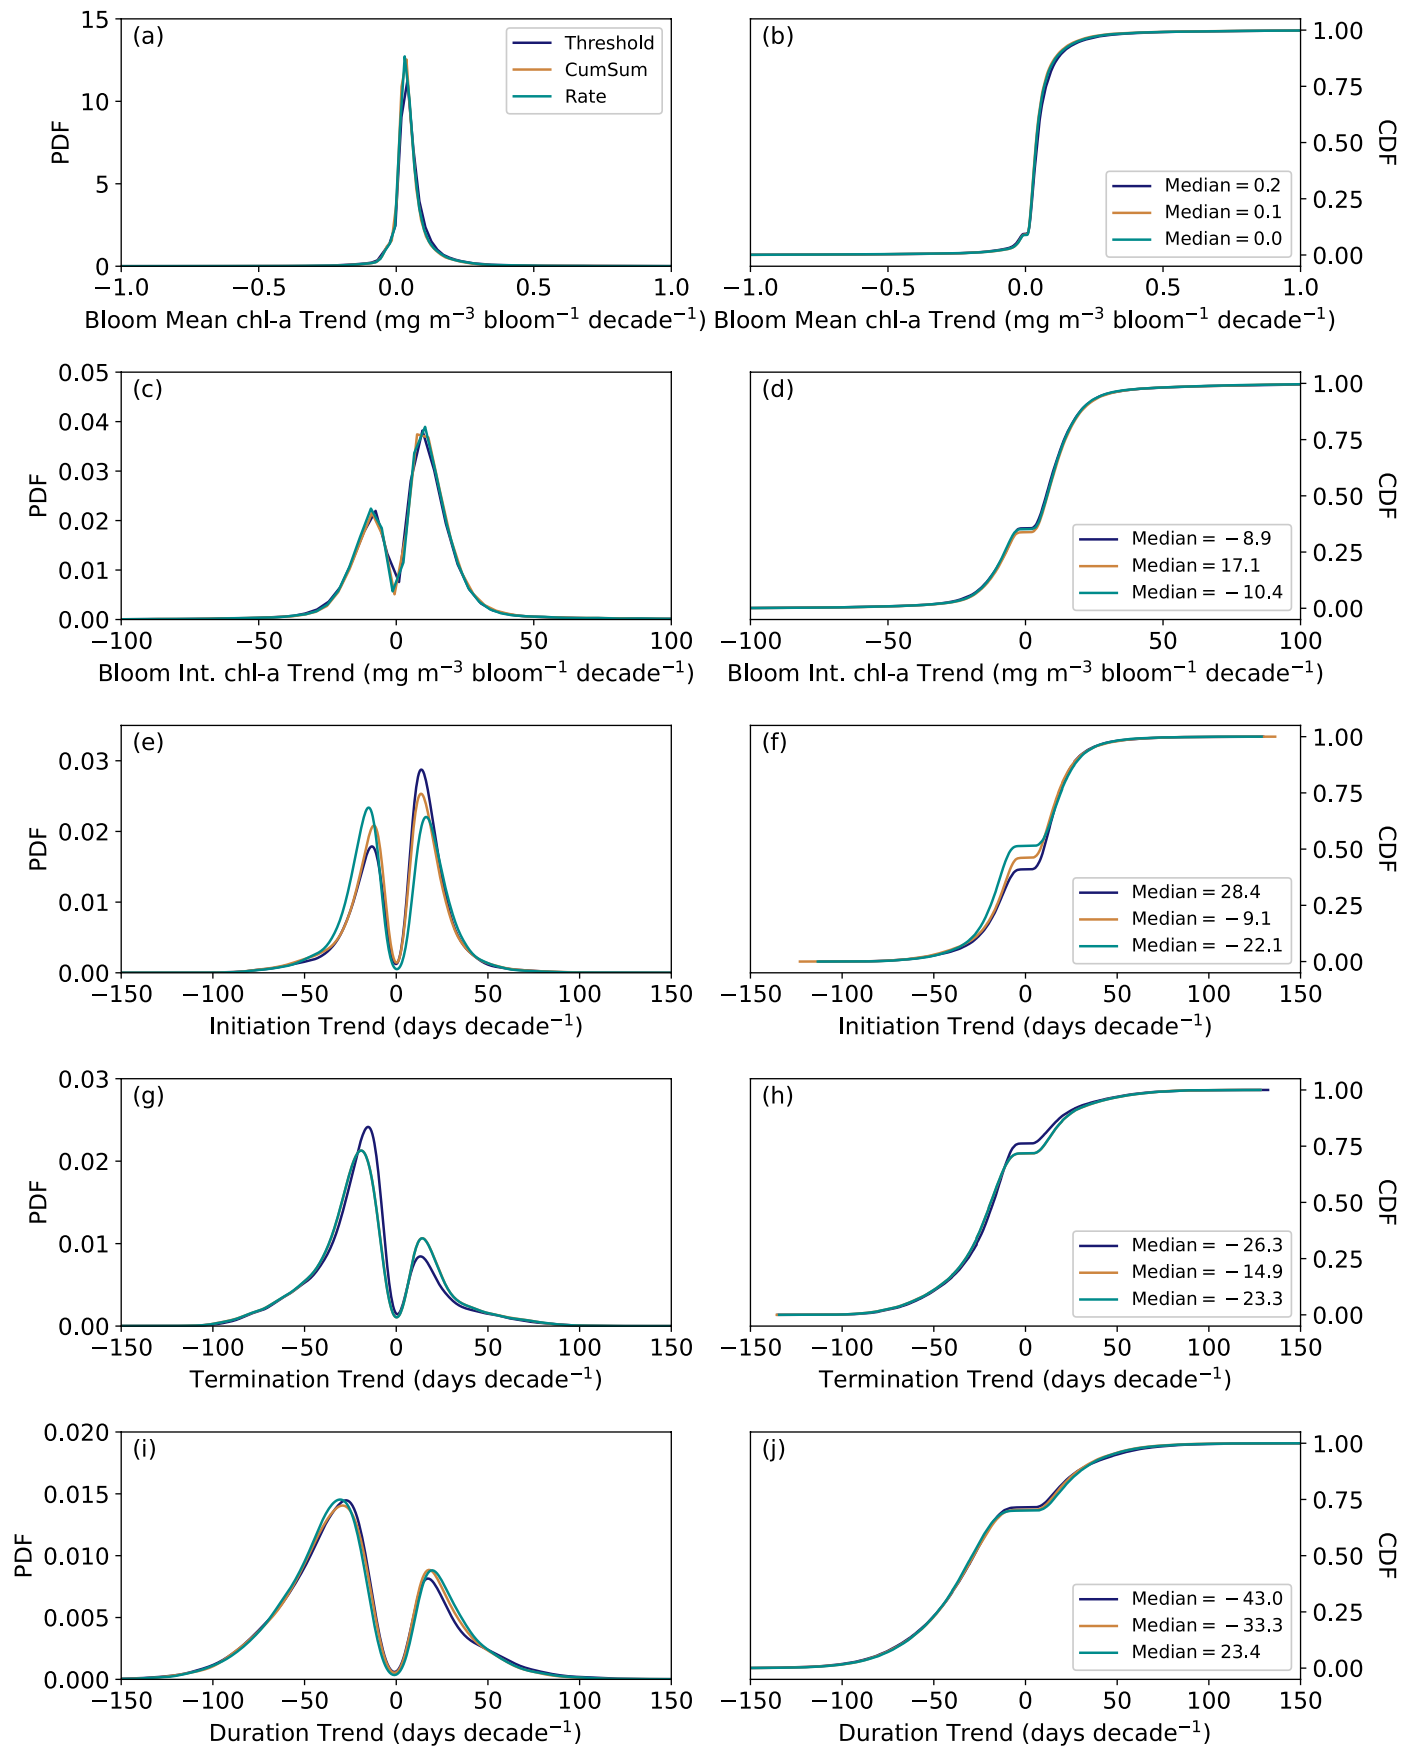 (a)
Threshold
CumSum
Rate
15
10
5
0
PDF
−1.0 −0.5 0.0 0.5 1.0
Bloom Mean chl-a Trend (mg m⁻³ bloom⁻¹ decade⁻¹)
(b)
Median = 0.2
Median = 0.1
Median = 0.0
1.00
0.75
0.50
0.25
0.00
CDF
−1.0 −0.5 0.0 0.5 1.0
Bloom Mean chl-a Trend (mg m⁻³ bloom⁻¹ decade⁻¹)
(c)
0.05
0.04
0.03
0.02
0.01
0.00
PDF
−100 −50 0 50 100
Bloom Int. chl-a Trend (mg m⁻³ bloom⁻¹ decade⁻¹)
(d)
Median = −8.9
Median = 17.1
Median = −10.4
1.00
0.75
0.50
0.25
0.00
CDF
−100 −50 0 50 100
Bloom Int. chl-a Trend (mg m⁻³ bloom⁻¹ decade⁻¹)
(e)
0.03
0.02
0.01
0.00
PDF
−150 −100 −50 0 50 100 150
Initiation Trend (days decade⁻¹)
(f)
Median = 28.4
Median = −9.1
Median = −22.1
1.00
0.75
0.50
0.25
0.00
CDF
−150 −100 −50 0 50 100 150
Initiation Trend (days decade⁻¹)
(g)
0.03
0.02
0.01
0.00
PDF
−150 −100 −50 0 50 100 150
Termination Trend (days decade⁻¹)
(h)
Median = −26.3
Median = −14.9
Median = −23.3
1.00
0.75
0.50
0.25
0.00
CDF
−150 −100 −50 0 50 100 150
Termination Trend (days decade⁻¹)
(i)
0.020
0.015
0.010
0.005
0.000
PDF
−150 −100 −50 0 50 100 150
Duration Trend (days decade⁻¹)
(j)
Median = −43.0
Median = −33.3
Median = 23.4
1.00
0.75
0.50
0.25
0.00
CDF
−150 −100 −50 0 50 100 150
Duration Trend (days decade⁻¹)